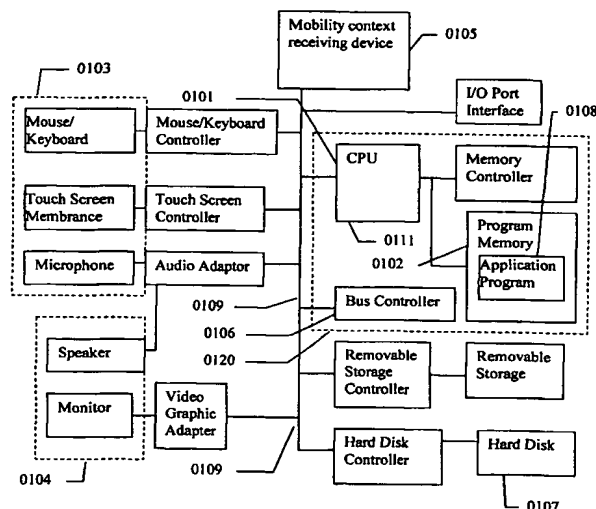 Mobility context
receiving device
0105
0103
0101
I/O Port
Interface
0108
Mouse/
Keyboard
Mouse/Keyboard
Controller
CPU
Memory
Controller
Touch Screen
Membrance
Touch Screen
Controller
0111
0102
Program
Memory
Application
Program
Microphone
Audio Adaptor
0109
Bus Controller
0106
0120
Speaker
Removable
Storage
Controller
Removable
Storage
Monitor
Video
Graphic
Adapter
0104
0109
Hard Disk
Controller
Hard Disk
0107